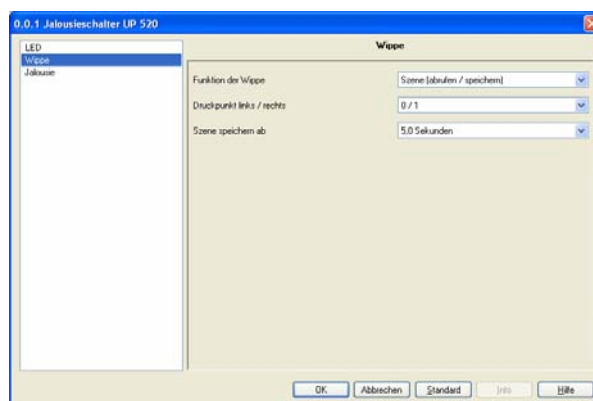 0.0.1 Jalousieschalter UP 520
LED
Wippe
Jalousie
Wippe
Funktion der Wippe
Szene (abrufen / speichern)
Druckpunkt links / rechts
0 / 1
Szene speichern ab
5,0 Sekunden
OK
Abbrechen
Standard
Info
Hilfe